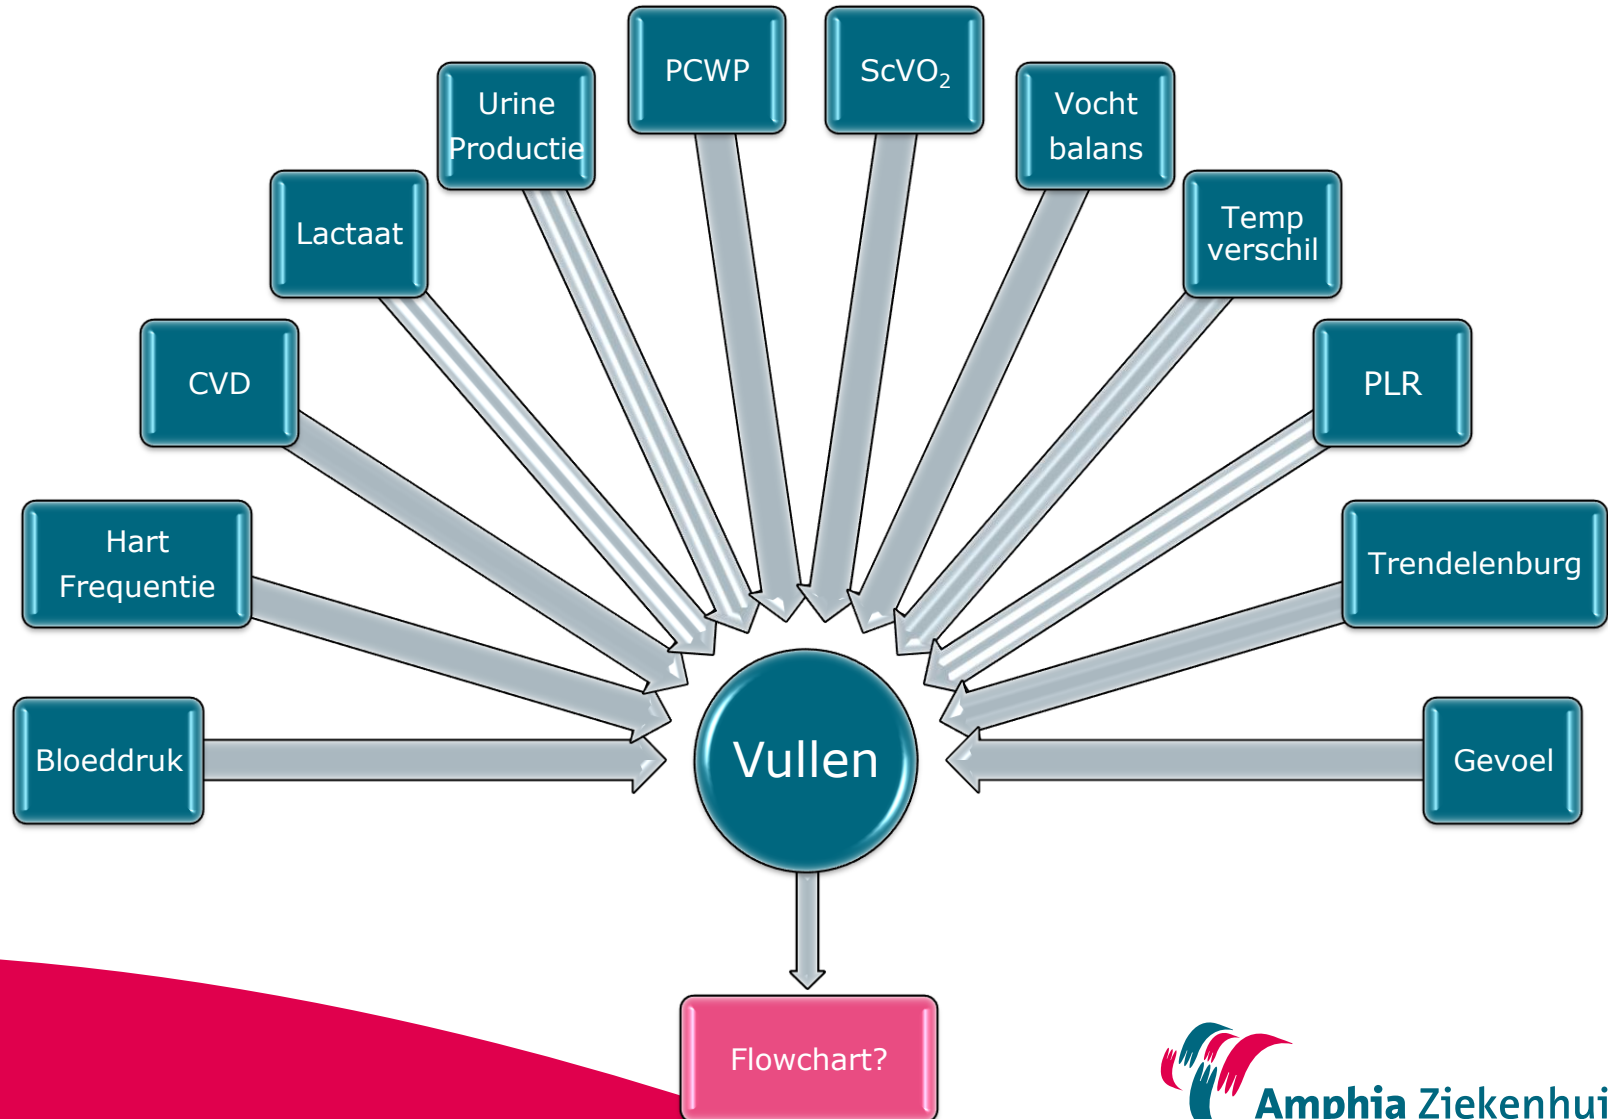 PCWP
ScVO₂
Urine
Productie
Vocht
balans
Lactaat
Temp
verschil
CVD
PLR
Hart
Frequentie
Trendelenburg
Bloeddruk
Vullen
Gevoel
Flowchart?
Amphia Ziekenhui